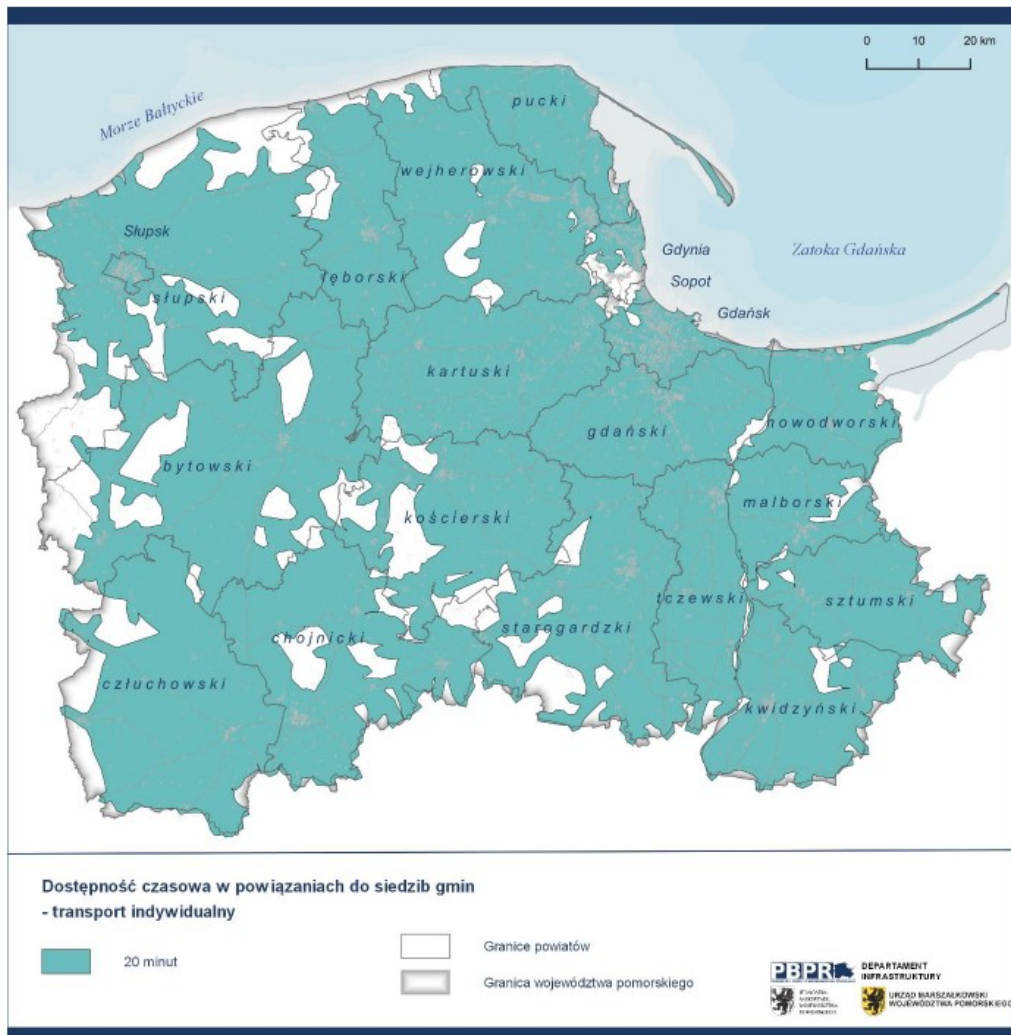 0 10 20 km
Morze Bałtyckie
pucki
wejherowski
Słupsk
Gdynia
Zatoka Gdańska
Sopot
słupski
lęborski
Gdańsk
kartuski
gdański
nowodworski
bytowski
malborski
kościerski
tczewski
sztumski
chojnicki
starogardzki
człuchowski
kwidzyński
Dostępność czasowa w powiązaniach do siedzib gmin
- transport indywidualny
20 minut
Granice powiatów
Granica województwa pomorskiego
PBPR
DEPARTAMENT
INFRASTRUKTURY
URZĄD MARSZAŁKOWSKI
WOJEWÓDZTWA POMORSKIEGO